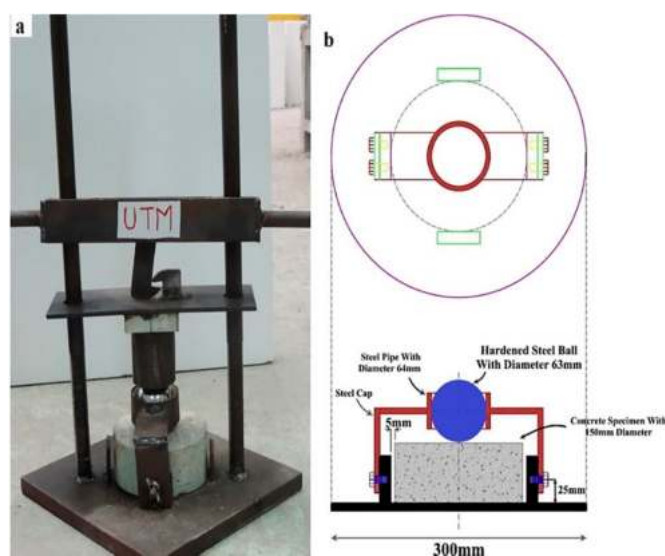 a
UTM
b
Steel Pipe With
Diameter 64mm
Hardened Steel Ball
With Diameter 63mm
Steel Cap
5mm
Concrete Specimen With
150mm Diameter
25mm
300mm